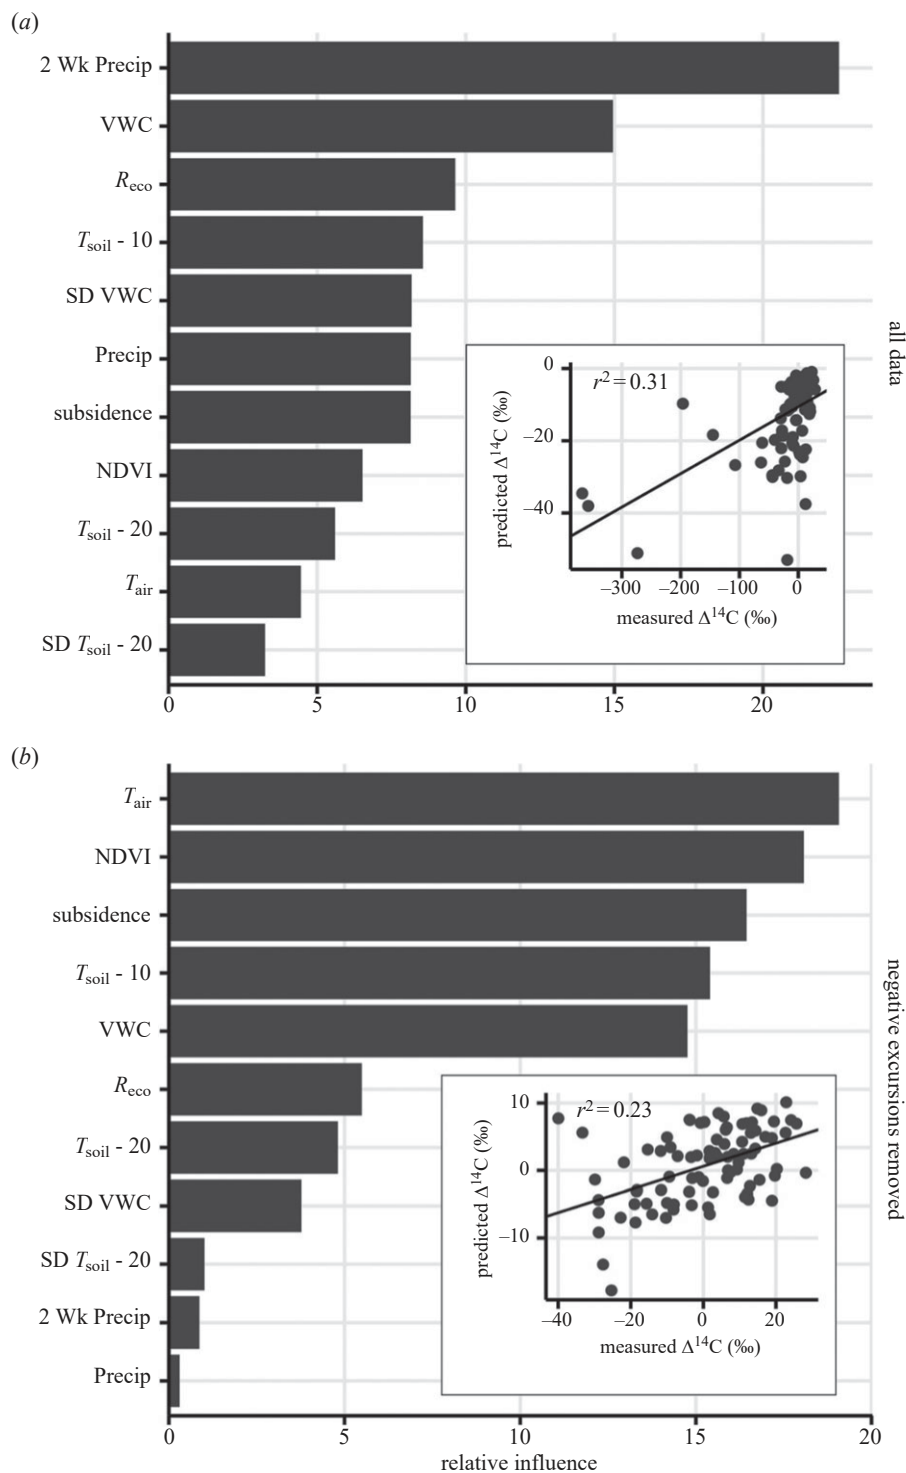 (a)
2 Wk Precip
VWC
Reco
Tsoil - 10
SD VWC
Precip
subsidence
NDVI
Tsoil - 20
Tair
SD Tsoil - 20
0 5 10 15 20
all data
r² = 0.31
0
–20
–40
predicted Δ¹⁴C (‰)
–300 –200 –100 0
measured Δ¹⁴C (‰)
(b)
Tair
NDVI
subsidence
Tsoil - 10
VWC
Reco
Tsoil - 20
SD VWC
SD Tsoil - 20
2 Wk Precip
Precip
0 5 10 15 20
relative influence
negative excursions removed
r² = 0.23
10
0
–10
predicted Δ¹⁴C (‰)
–40 –20 0 20
measured Δ¹⁴C (‰)